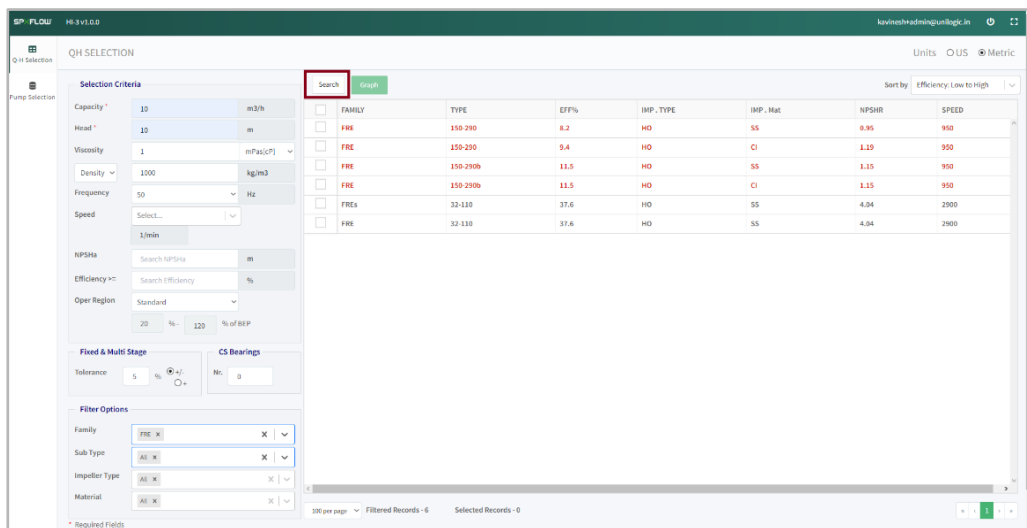 SPXFLOW HI-3 v1.0.0 kavinesh+admin@unilogic.in
QH Selection
Pump Selection
QH SELECTION Units US Metric
Selection Criteria
Capacity * 10 m3/h
Head * 10 m
Viscosity 1 mPas[cP]
Density 1000 kg/m3
Frequency 50 Hz
Speed Select...
1/min
NPSHa Search NPSHa m
Efficiency >= Search Efficiency %
Oper Region Standard
20 % - 120 % of BEP
Fixed & Multi Stage
Tolerance 5 % +/-
+
CS Bearings
Nr. 0
Filter Options
Family FRE ×
Sub Type All ×
Impeller Type All ×
Material All ×
* Required Fields
Search Graph Sort by Efficiency: Low to High
FAMILY TYPE EFF% IMP. TYPE IMP. Mat NPSHR SPEED
FRE 150-290 8.2 HO SS 0.95 950
FRE 150-290 9.4 HO CI 1.19 950
FRE 150-290b 11.5 HO SS 1.15 950
FRE 150-290b 11.5 HO CI 1.15 950
FREs 32-110 37.6 HO SS 4.04 2900
FRE 32-110 37.6 HO SS 4.04 2900
100 per page Filtered Records - 6 Selected Records - 0 « ‹ 1 › »